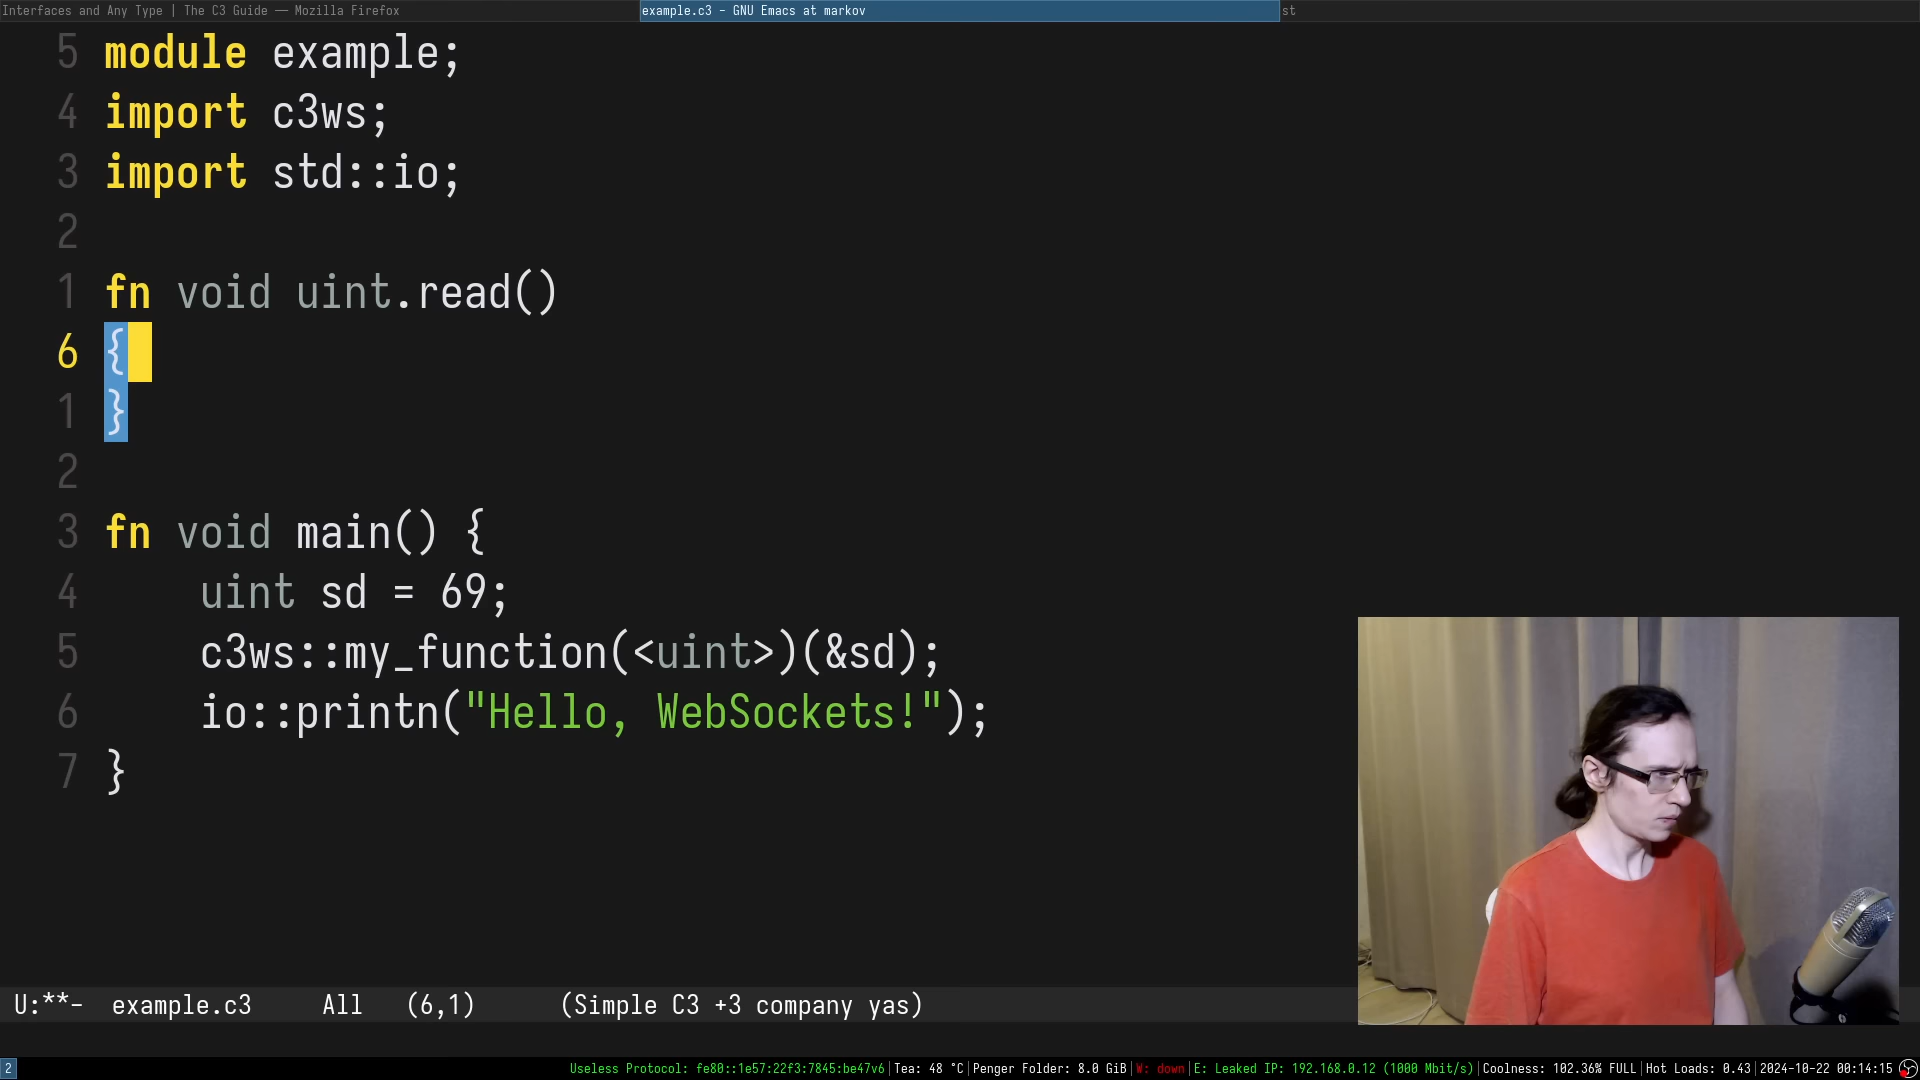 Interfaces and Any Type | The C3 Guide — Mozilla Firefox
example.c3 - GNU Emacs at markov
st
5 module example;
4 import c3ws;
3 import std::io;
2
1 fn void uint.read()
6 {
1 }
2
3 fn void main() {
4     uint sd = 69;
5     c3ws::my_function(<uint>)(&sd);
6     io::printn("Hello, WebSockets!");
7 }
U:**-  example.c3     All   (6,1)      (Simple C3 +3 company yas)
2
Useless Protocol: fe80::1e57:22f3:7845:be47v6|Tea: 48 °C|Penger Folder: 8.0 GiB|W: down|E: Leaked IP: 192.168.0.12 (1000 Mbit/s)|Coolness: 102.36% FULL|Hot Loads: 0.43|2024-10-22 00:14:15